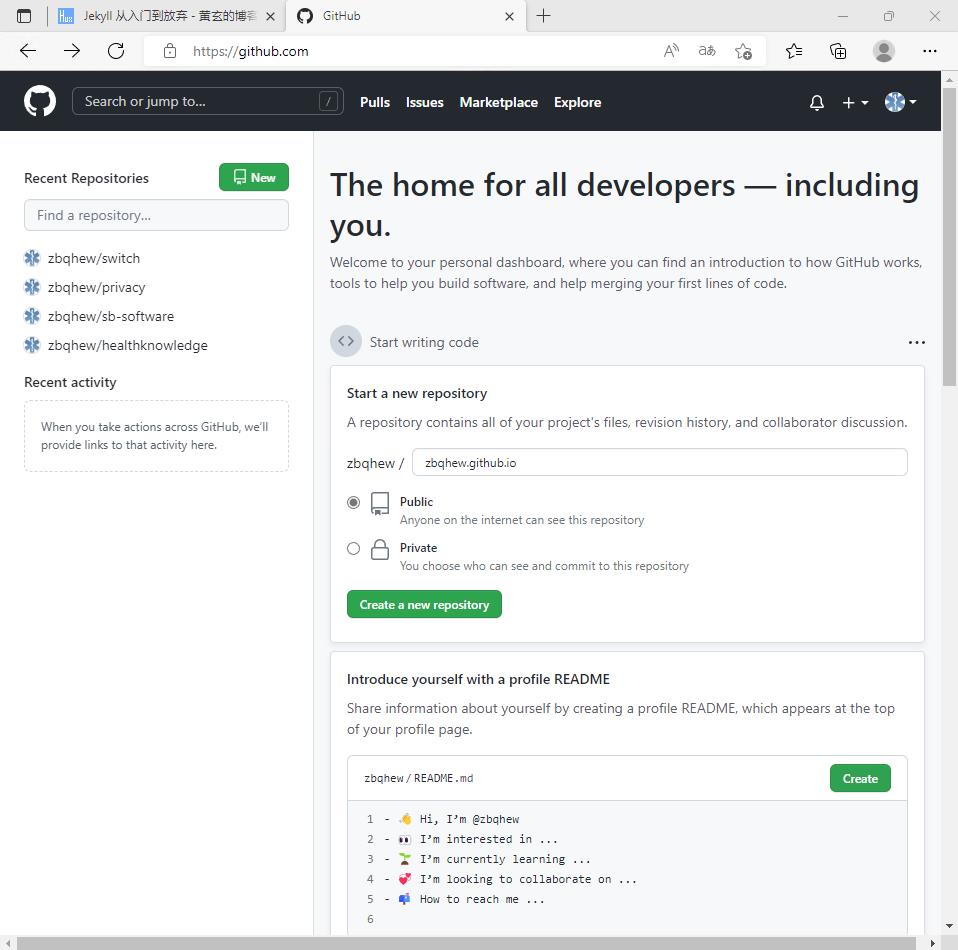 Jekyll 从入门到放弃 - 黄玄的博客
GitHub
https://github.com
Search or jump to...
/
Pulls
Issues
Marketplace
Explore
Recent Repositories
New
Find a repository…
zbqhew/switch
zbqhew/privacy
zbqhew/sb-software
zbqhew/healthknowledge
Recent activity
When you take actions across GitHub, we’ll
provide links to that activity here.
The home for all developers — including
you.
Welcome to your personal dashboard, where you can find an introduction to how GitHub works,
tools to help you build software, and help merging your first lines of code.
Start writing code
Start a new repository
A repository contains all of your project's files, revision history, and collaborator discussion.
zbqhew /
zbqhew.github.io
Public
Anyone on the internet can see this repository
Private
You choose who can see and commit to this repository
Create a new repository
Introduce yourself with a profile README
Share information about yourself by creating a profile README, which appears at the top
of your profile page.
zbqhew / README.md
Create
1 - 👋 Hi, I’m @zbqhew
2 - 👀 I’m interested in ...
3 - 🌱 I’m currently learning ...
4 - 💞️ I’m looking to collaborate on ...
5 - 📫 How to reach me ...
6